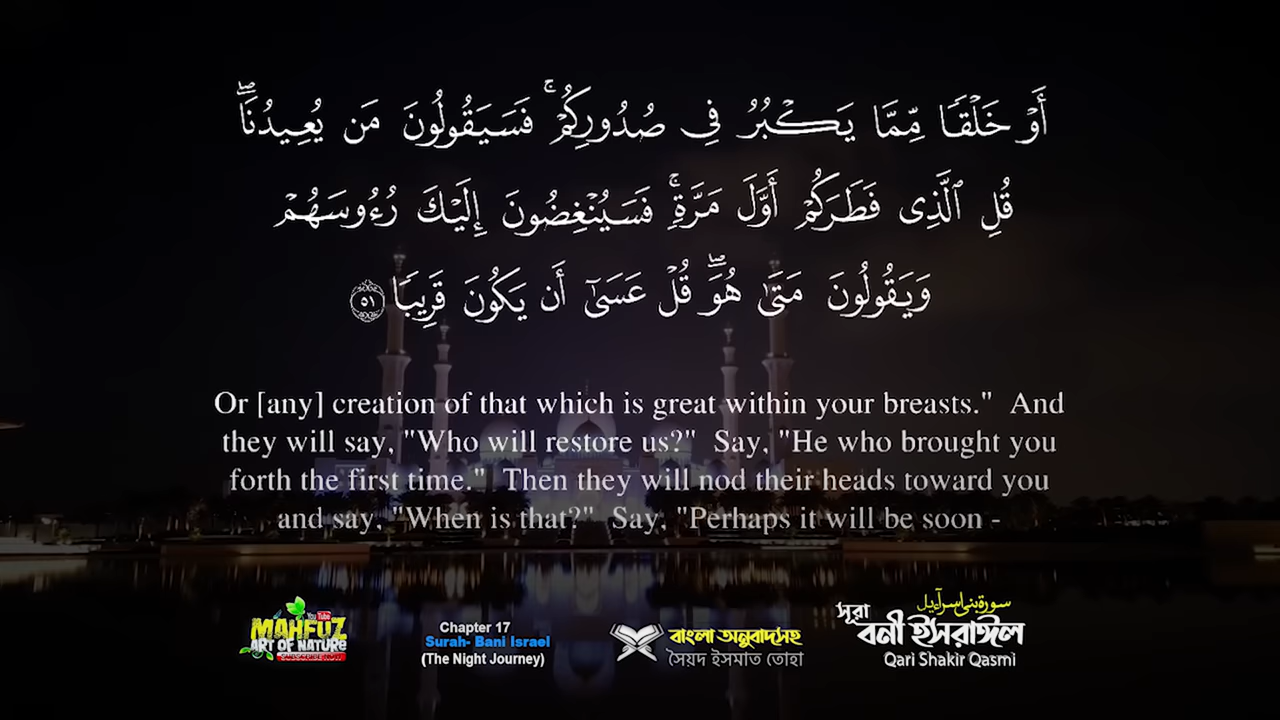 أَوْ خَلْقًا مِّمَّا يَكْبُرُ فِى صُدُورِكُمْ ۚ فَسَيَقُولُونَ مَن يُعِيدُنَا ۖ
قُلِ ٱلَّذِى فَطَرَكُمْ أَوَّلَ مَرَّةٍ ۚ فَسَيُنْغِضُونَ إِلَيْكَ رُءُوسَهُمْ
وَيَقُولُونَ مَتَىٰ هُوَ ۖ قُلْ عَسَىٰٓ أَن يَكُونَ قَرِيبًا ٥١
Or [any] creation of that which is great within your breasts." And
they will say, "Who will restore us?" Say, "He who brought you
forth the first time." Then they will nod their heads toward you
and say, "When is that?" Say, "Perhaps it will be soon -
You Tube
MAHFUZ
ART OF NATURE
Chapter 17
Surah- Bani Israel
(The Night Journey)
বাংলা অনুবাদসহ
সৈয়দ ইসমাত তোহা
سورة بنی اسرآءیل
সূরা
বনী ইসরাঈল
Qari Shakir Qasmi